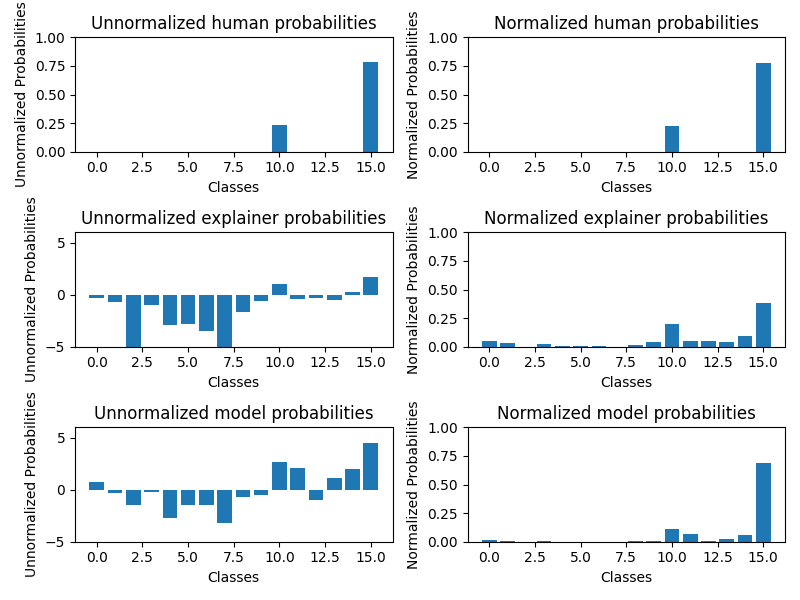 Unnormalized human probabilities
Unnormalized Probabilities
1.00
0.75
0.50
0.25
0.00
0.0 2.5 5.0 7.5 10.0 12.5 15.0
Classes
Normalized human probabilities
Normalized Probabilities
1.00
0.75
0.50
0.25
0.00
0.0 2.5 5.0 7.5 10.0 12.5 15.0
Classes
Unnormalized explainer probabilities
Unnormalized Probabilities
5
0
−5
0.0 2.5 5.0 7.5 10.0 12.5 15.0
Classes
Normalized explainer probabilities
Normalized Probabilities
1.00
0.75
0.50
0.25
0.00
0.0 2.5 5.0 7.5 10.0 12.5 15.0
Classes
Unnormalized model probabilities
Unnormalized Probabilities
5
0
−5
0.0 2.5 5.0 7.5 10.0 12.5 15.0
Classes
Normalized model probabilities
Normalized Probabilities
1.00
0.75
0.50
0.25
0.00
0.0 2.5 5.0 7.5 10.0 12.5 15.0
Classes